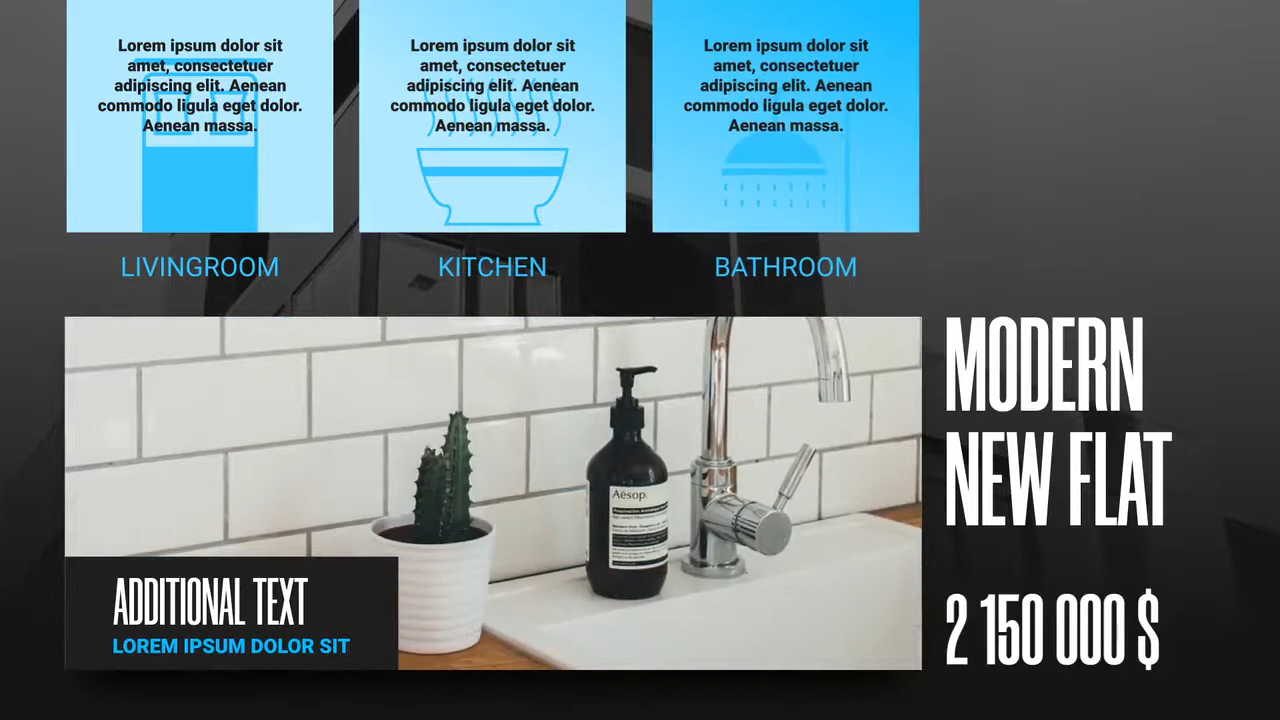 Lorem ipsum dolor sit
amet, consectetuer
adipiscing elit. Aenean
commodo ligula eget dolor.
Aenean massa.
Lorem ipsum dolor sit
amet, consectetuer
adipiscing elit. Aenean
commodo ligula eget dolor.
Aenean massa.
Lorem ipsum dolor sit
amet, consectetuer
adipiscing elit. Aenean
commodo ligula eget dolor.
Aenean massa.
LIVINGROOM
KITCHEN
BATHROOM
MODERN
NEW FLAT
2 150 000 $
Aēsop.
ADDITIONAL TEXT
LOREM IPSUM DOLOR SIT